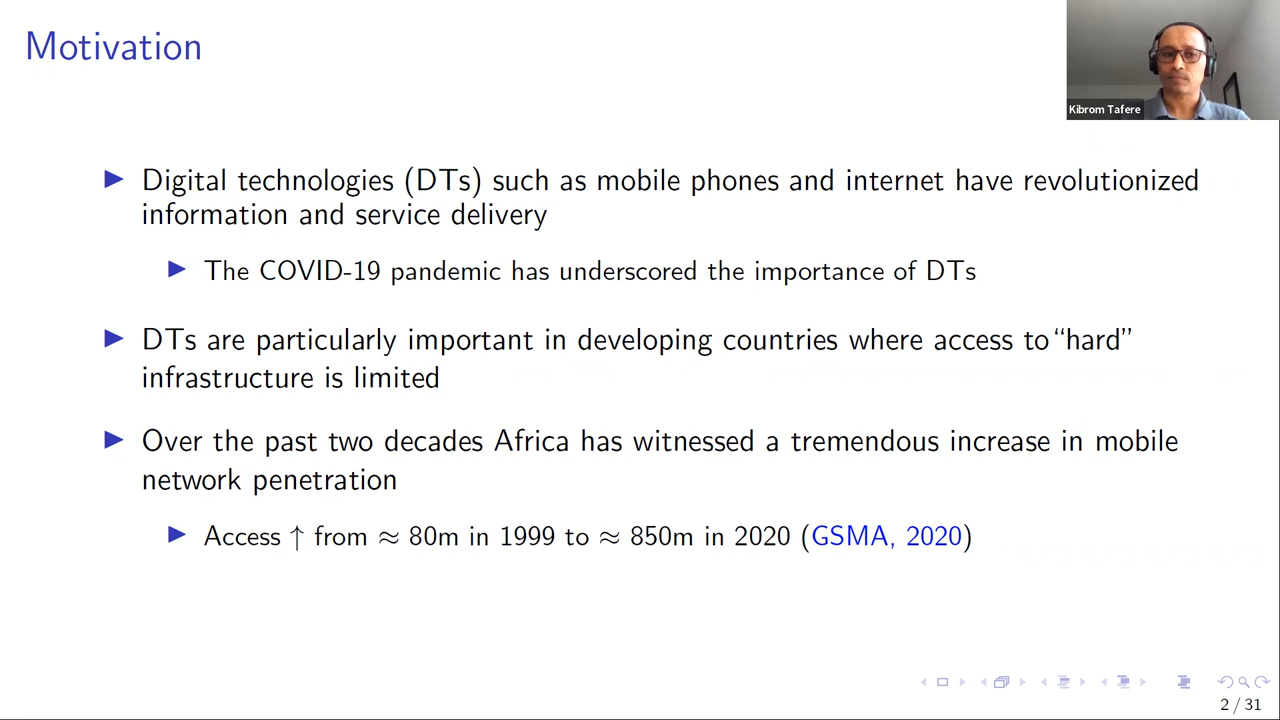 Motivation
Kibrom Tafere
▶ Digital technologies (DTs) such as mobile phones and internet have revolutionized
information and service delivery
▶ The COVID-19 pandemic has underscored the importance of DTs
▶ DTs are particularly important in developing countries where access to “hard”
infrastructure is limited
▶ Over the past two decades Africa has witnessed a tremendous increase in mobile
network penetration
▶ Access ↑ from ≈ 80m in 1999 to ≈ 850m in 2020 (GSMA, 2020)
2 / 31